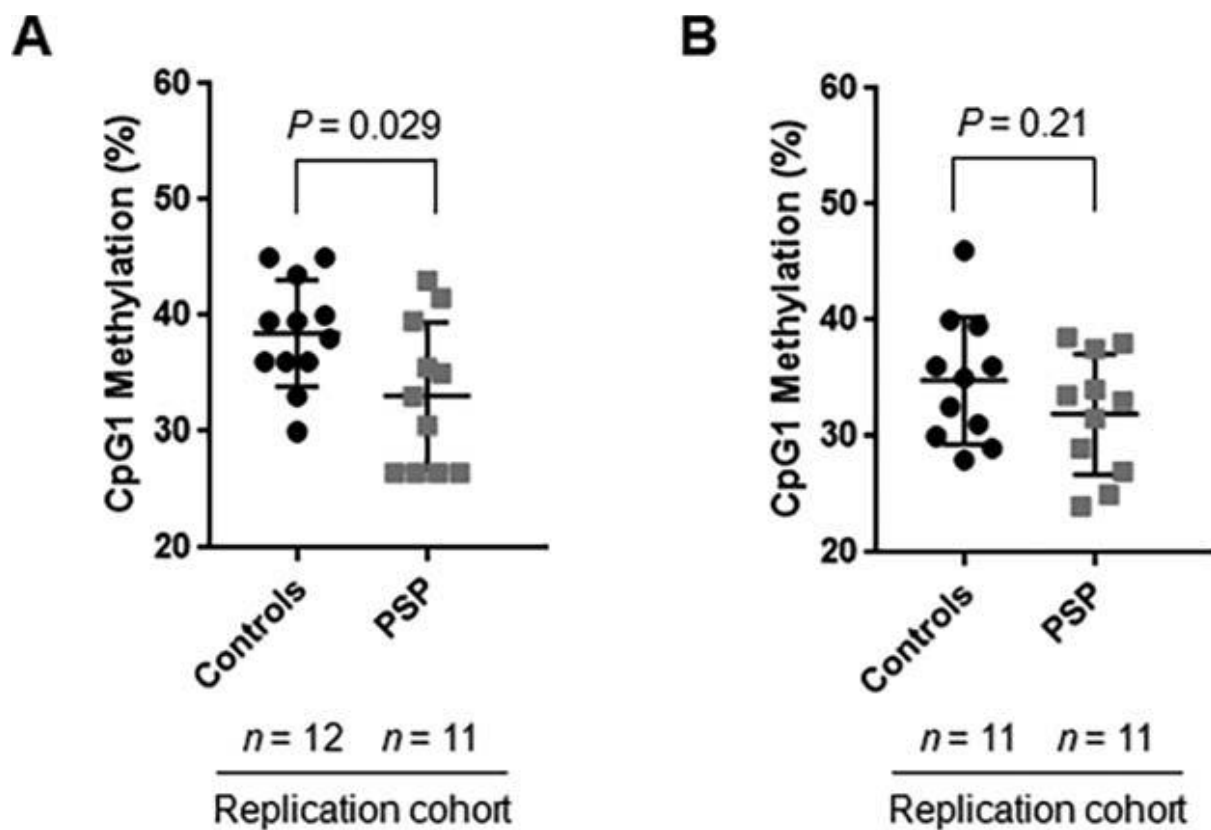 A
CpG1 Methylation (%)
60
50
40
30
20
P = 0.029
Controls
PSP
n = 12
n = 11
Replication cohort
B
CpG1 Methylation (%)
60
50
40
30
20
P = 0.21
Controls
PSP
n = 11
n = 11
Replication cohort